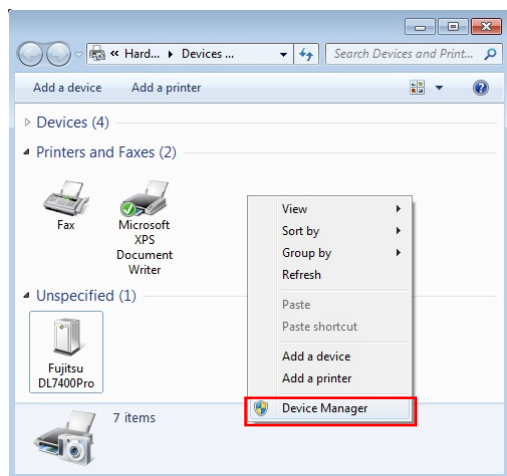 « Hard... ▸ Devices ...
Search Devices and Print...
Add a device Add a printer
Devices (4)
Printers and Faxes (2)
Fax
Microsoft
XPS
Document
Writer
Unspecified (1)
Fujitsu
DL7400Pro
View
Sort by
Group by
Refresh
Paste
Paste shortcut
Add a device
Add a printer
Device Manager
7 items